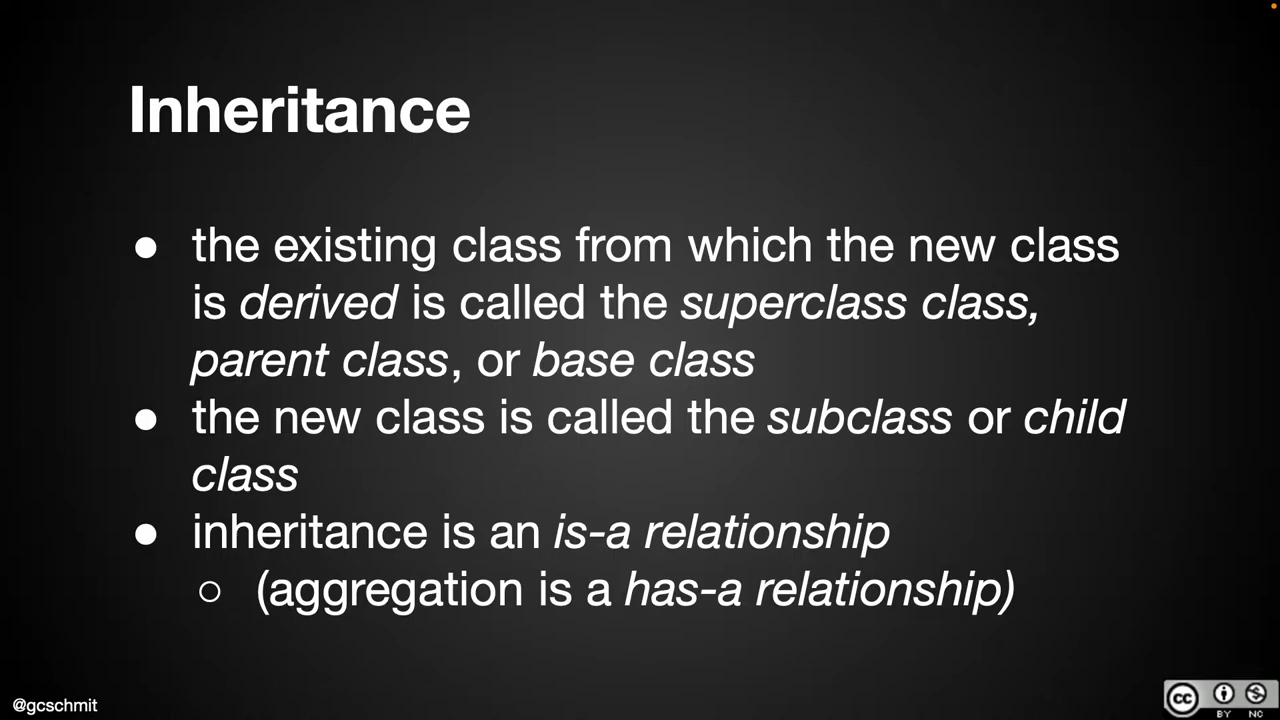 Inheritance
● the existing class from which the new class
is derived is called the superclass class,
parent class, or base class
● the new class is called the subclass or child
class
● inheritance is an is-a relationship
○ (aggregation is a has-a relationship)
@gcschmit
cc
BY NC